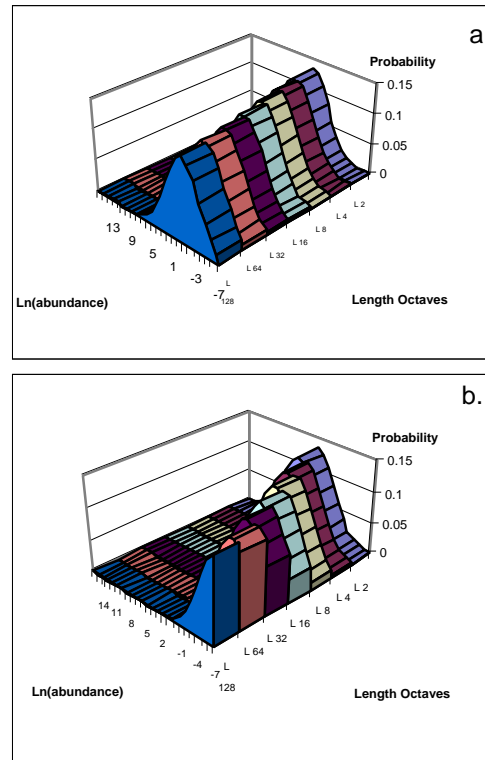 a
Probability
0.15
0.1
0.05
0
L 2
L 4
L 8
L 16
L 32
L 64
L
128
13
9
5
1
-3
-7
Ln(abundance)
Length Octaves
b.
Probability
0.15
0.1
0.05
0
L 2
L 4
L 8
L 16
L 32
L 64
L
128
14
11
8
5
2
-1
-4
-7
Ln(abundance)
Length Octaves